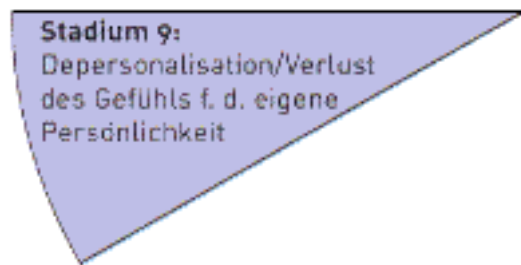 Stadium 9:
Depersonalisation/Verlust
des Gefühls f. d. eigene
Persönlichkeit